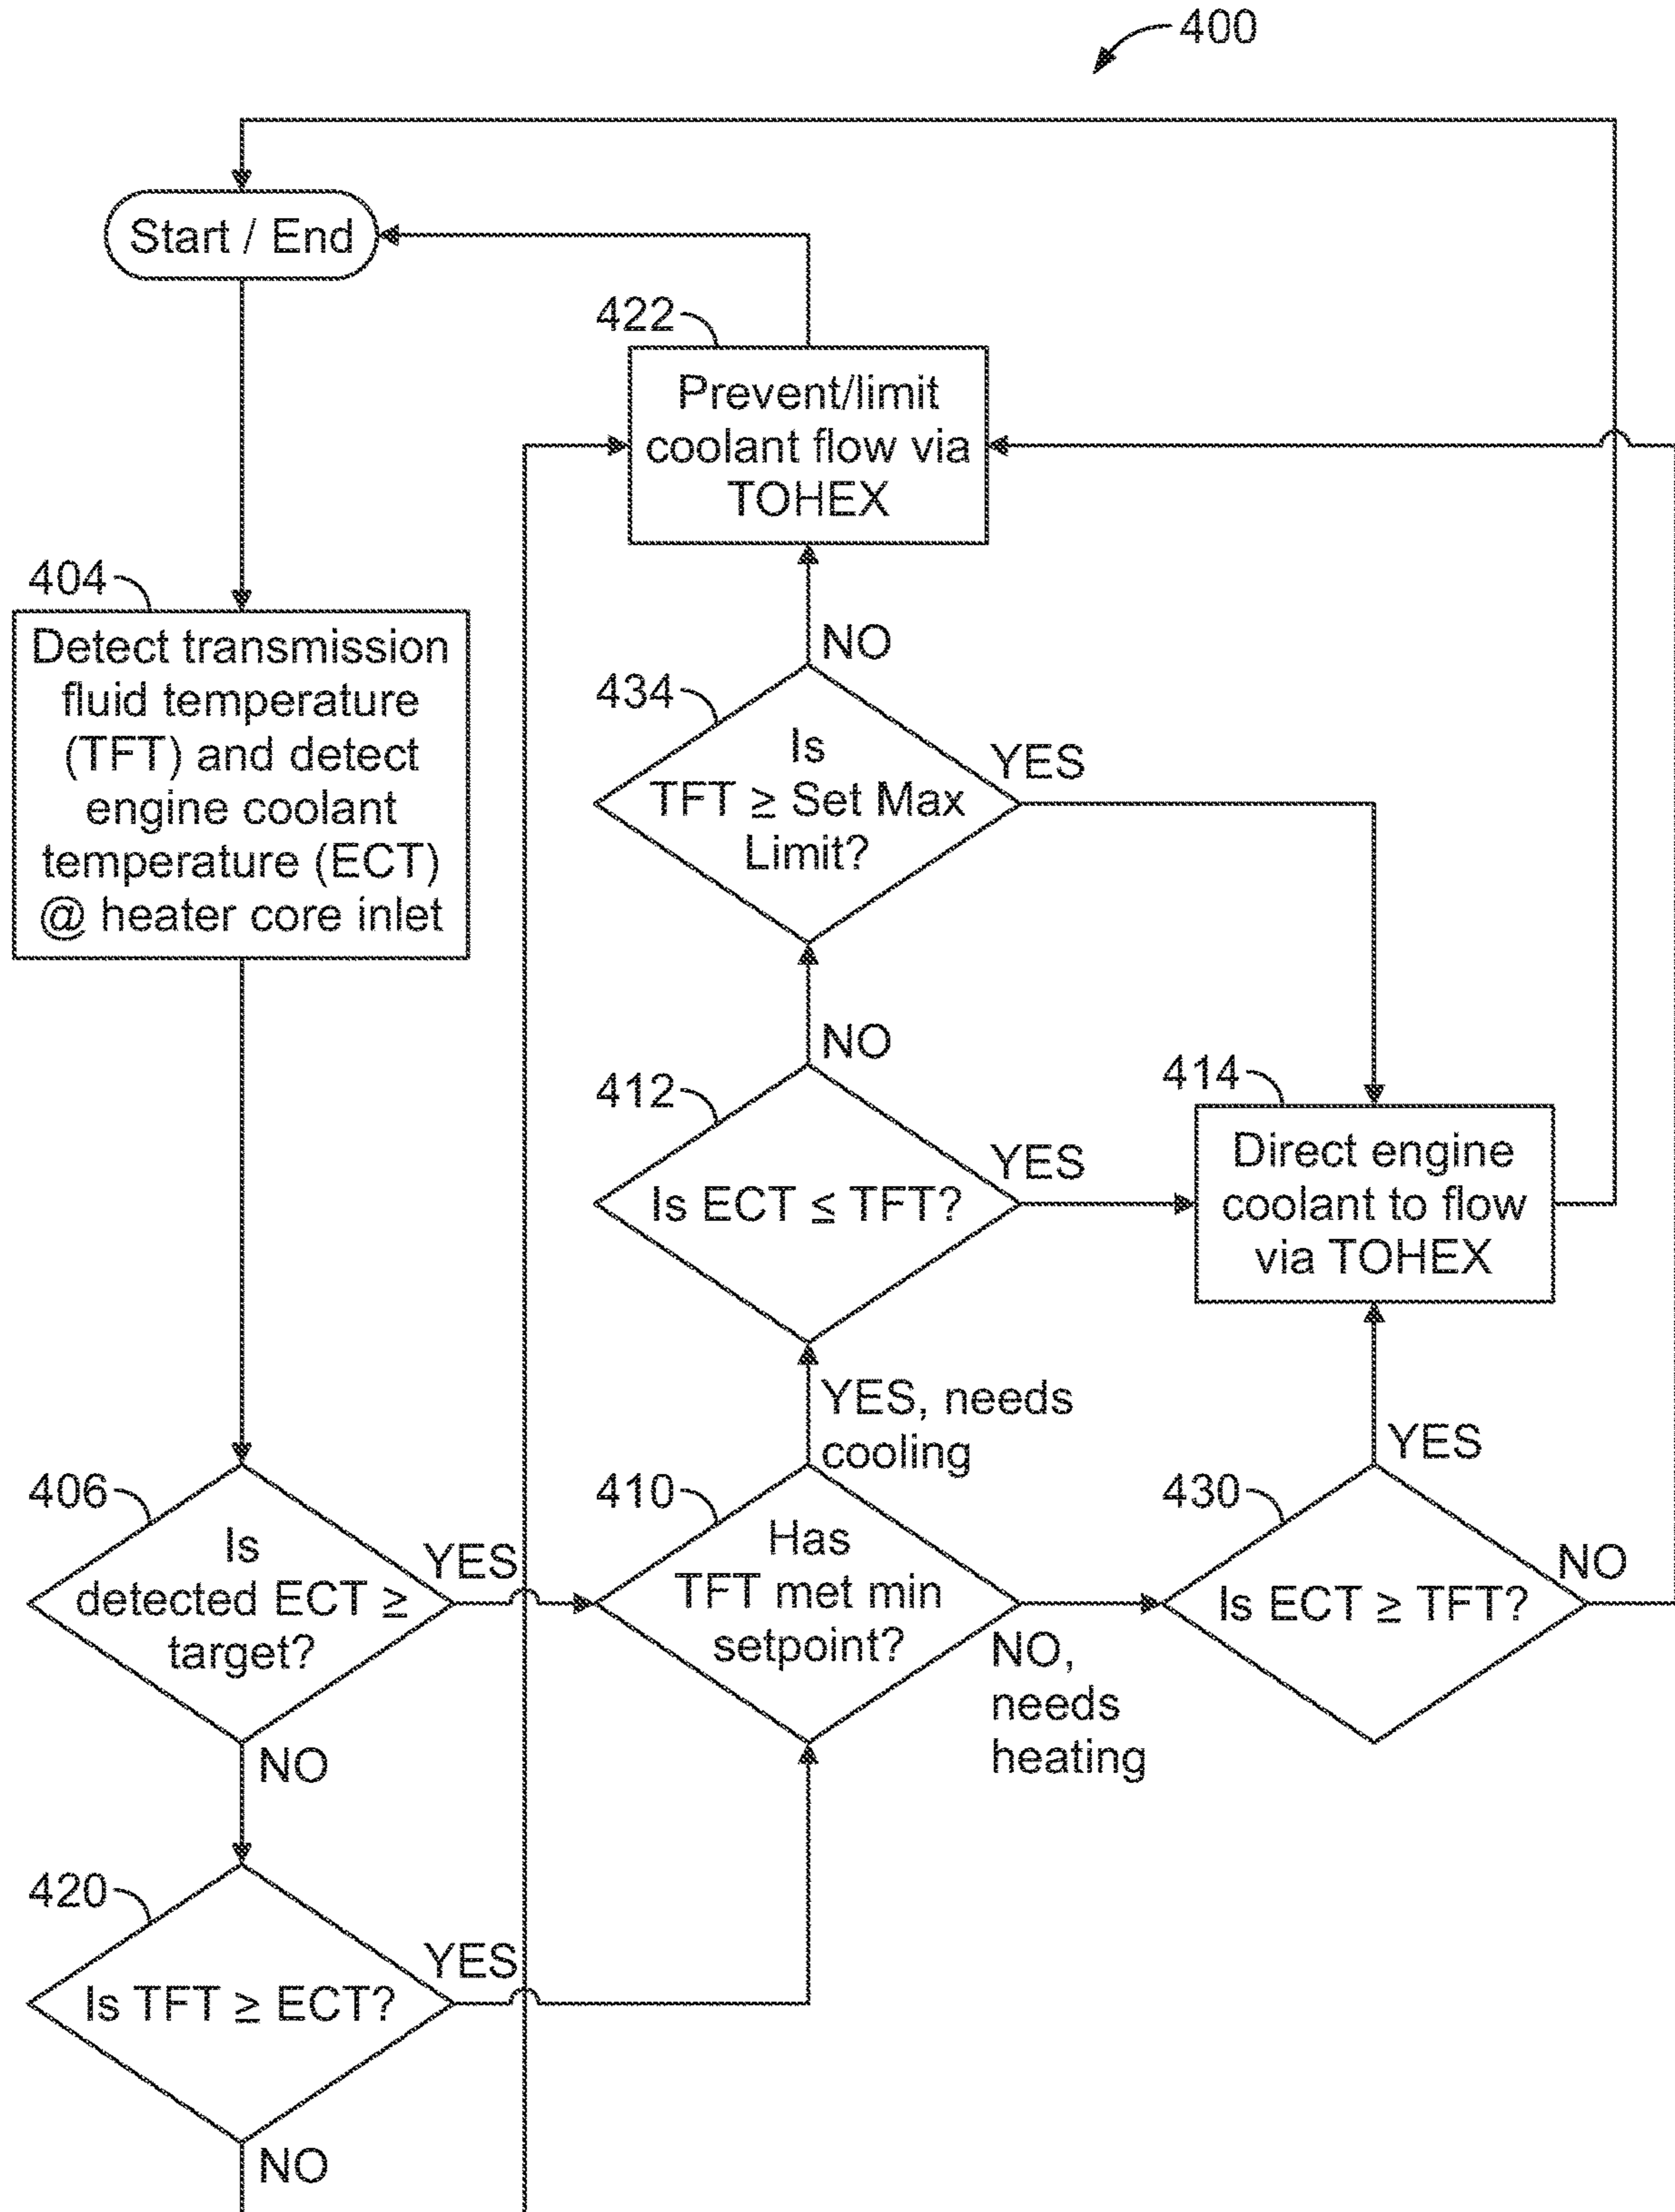 400
Start / End
422
Prevent/limit
coolant flow via
TOHEX
404
Detect transmission
fluid temperature
(TFT) and detect
engine coolant
temperature (ECT)
@ heater core inlet
NO
434
Is
TFT ≥ Set Max
Limit?
YES
NO
412
Is ECT ≤ TFT?
YES
414
Direct engine
coolant to flow
via TOHEX
YES, needs
cooling
YES
406
Is
detected ECT ≥
target?
YES
410
Has
TFT met min
setpoint?
NO,
needs
heating
430
Is ECT ≥ TFT?
NO
NO
420
Is TFT ≥ ECT?
YES
NO